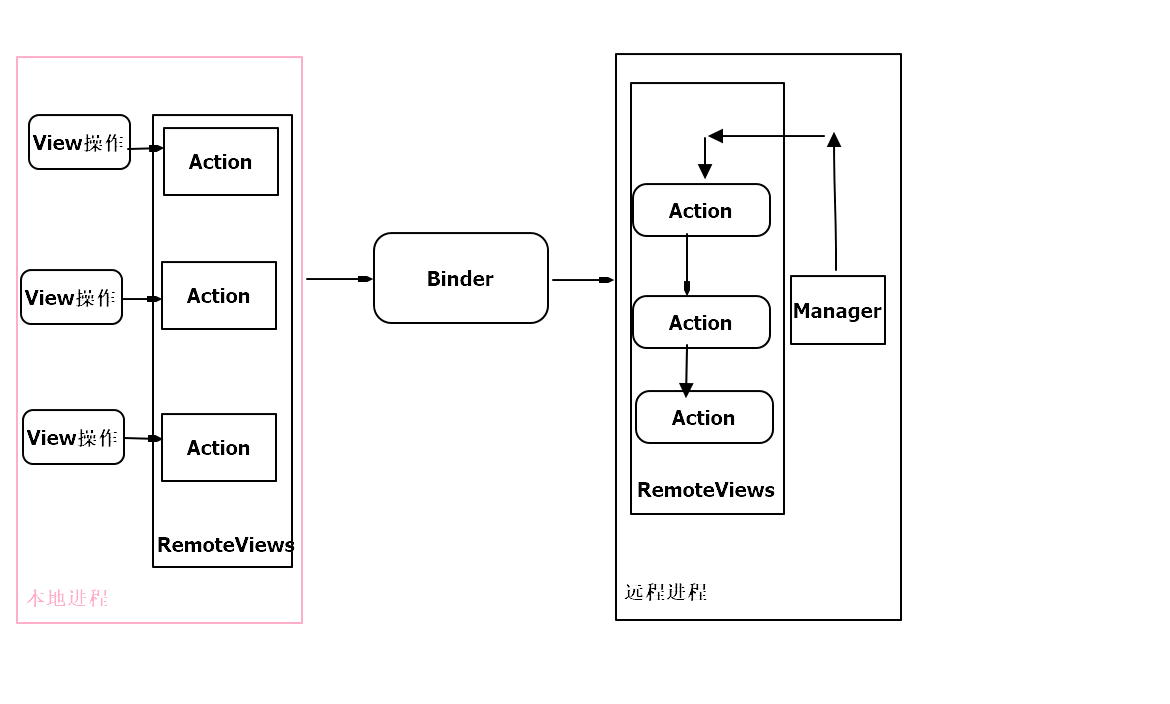 View操作
Action
View操作
Action
View操作
Action
RemoteViews
本地进程
Binder
Action
Action
Action
RemoteViews
Manager
远程进程